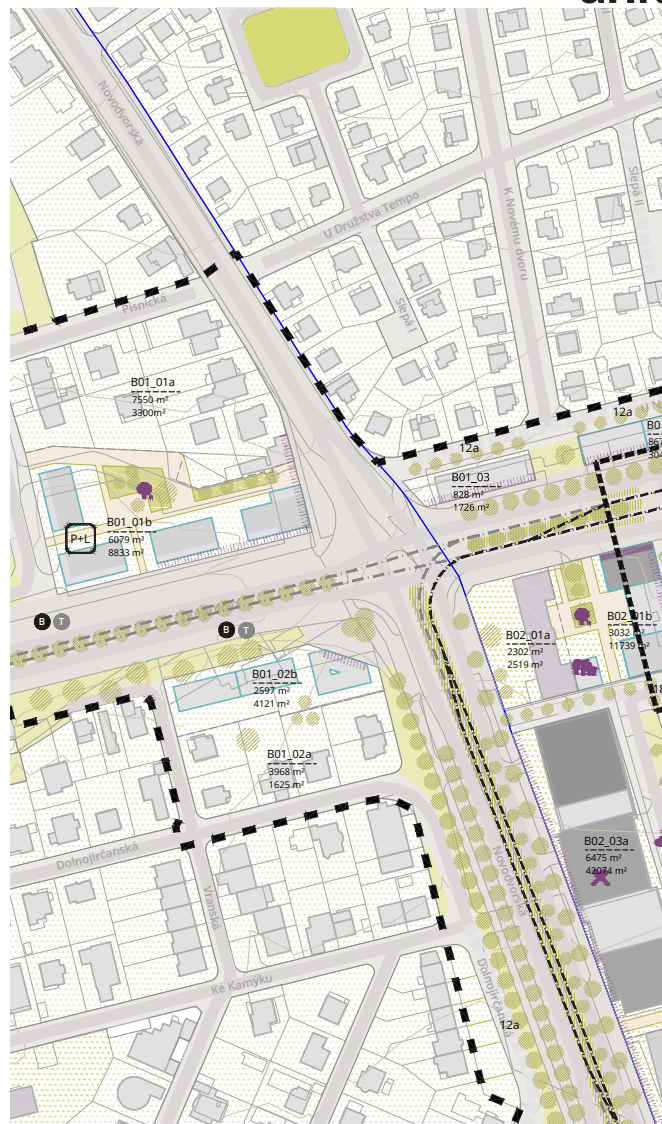 Novodvorská
U Družstva Tempo
K Novému dvoru
Slepá II
Slepá I
Písnická
B01_01a
7550 m²
3300m²
12a
12a
B01_03
828 m²
1726 m²
B01_01b
6079 m²
8833 m²
P+L
B T
B T
B02_01a
2302 m²
2519 m²
B02_01b
3032 m²
11739 m²
B01_02b
2597 m²
4121 m²
B01_02a
3968 m²
1625 m²
B02_03a
6475 m²
42074 m²
Dolnojirčanská
Vranská
Novodvorská
Ke Kamýku
Dolnojirčanská
12a